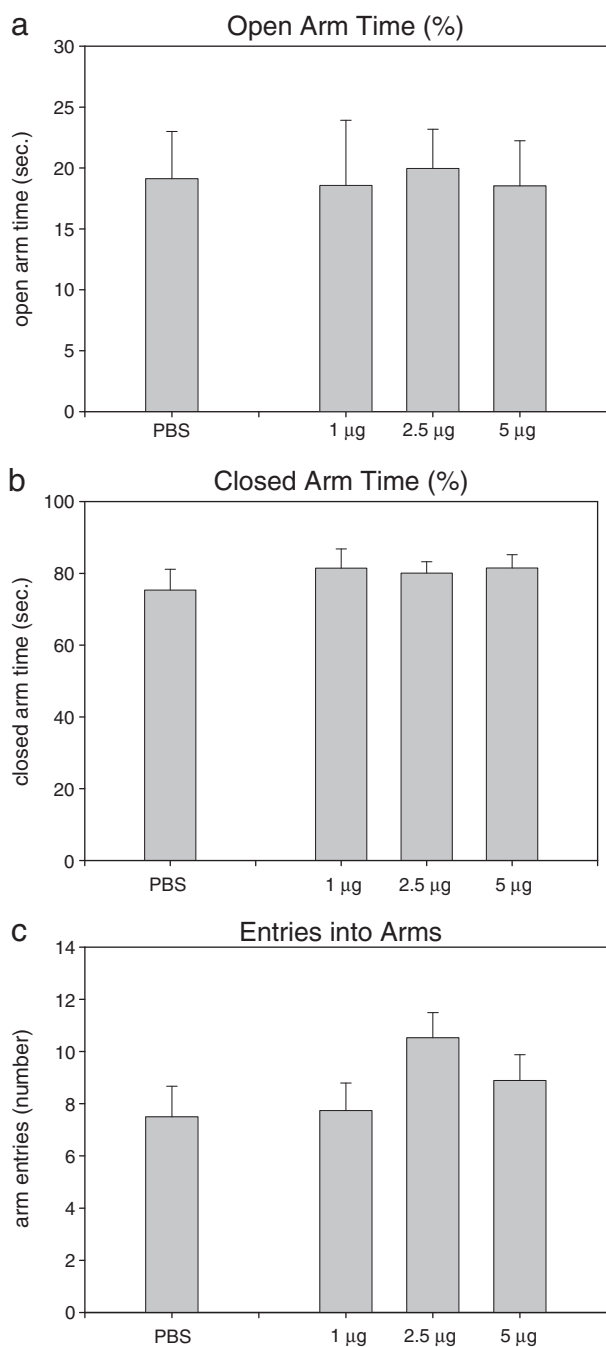 a
Open Arm Time (%)
open arm time (sec.)
30
25
20
15
10
5
0
PBS
1 μg
2.5 μg
5 μg
b
Closed Arm Time (%)
closed arm time (sec.)
100
80
60
40
20
0
PBS
1 μg
2.5 μg
5 μg
c
Entries into Arms
arm entries (number)
14
12
10
8
6
4
2
0
PBS
1 μg
2.5 μg
5 μg